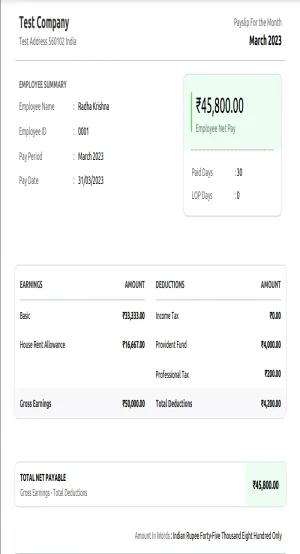 Test Company
Test Address 560102 India
Payslip For the Month
March 2023
EMPLOYEE SUMMARY
Employee Name : Radha Krishna
Employee ID : 0001
Pay Period : March 2023
Pay Date : 31/03/2023
₹45,800.00
Employee Net Pay
Paid Days : 30
LOP Days : 0
EARNINGS AMOUNT DEDUCTIONS AMOUNT
Basic ₹33,333.00 Income Tax ₹0.00
House Rent Allowance ₹16,667.00 Provident Fund ₹4,000.00
Professional Tax ₹200.00
Gross Earnings ₹50,000.00 Total Deductions ₹4,200.00
TOTAL NET PAYABLE
Gross Earnings - Total Deductions
₹45,800.00
Amount In Words : Indian Rupee Forty-Five Thousand Eight Hundred Only